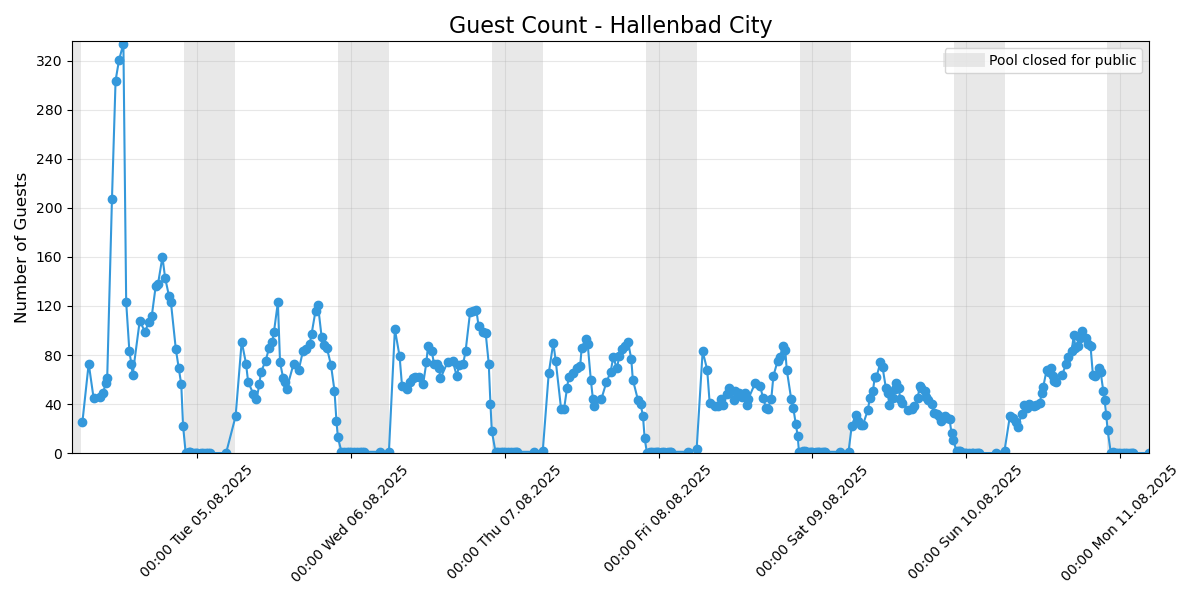 Guest Count - Hallenbad City
Pool closed for public
Number of Guests
320
280
240
200
160
120
80
40
0
00:00 Tue 05.08.2025
00:00 Wed 06.08.2025
00:00 Thu 07.08.2025
00:00 Fri 08.08.2025
00:00 Sat 09.08.2025
00:00 Sun 10.08.2025
00:00 Mon 11.08.2025